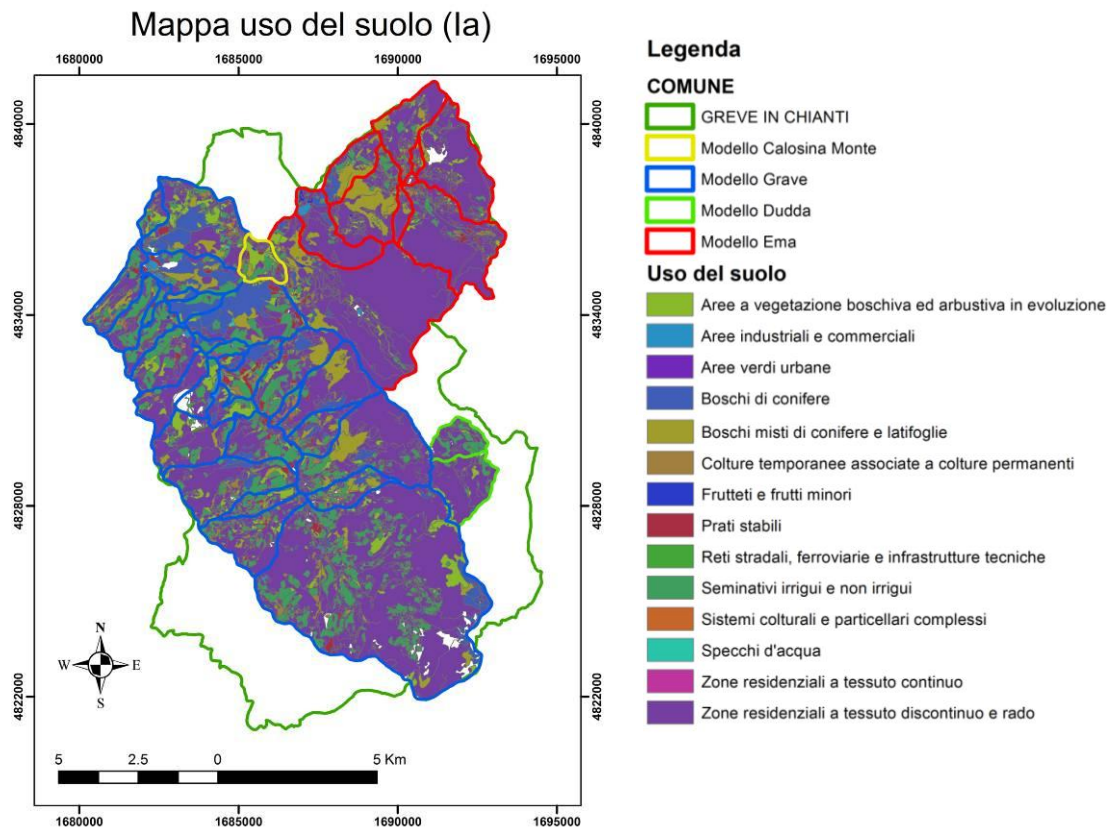 Mappa uso del suolo (Ia)
1680000 1685000 1690000 1695000
4840000 4840000
4834000 4834000
4828000 4828000
4822000 4822000
N
W E
S
5 2.5 0 5 Km
1680000 1685000 1690000 1695000
Legenda
COMUNE
GREVE IN CHIANTI
Modello Calosina Monte
Modello Grave
Modello Dudda
Modello Ema
Uso del suolo
Aree a vegetazione boschiva ed arbustiva in evoluzione
Aree industriali e commerciali
Aree verdi urbane
Boschi di conifere
Boschi misti di conifere e latifoglie
Colture temporanee associate a colture permanenti
Frutteti e frutti minori
Prati stabili
Reti stradali, ferroviarie e infrastrutture tecniche
Seminativi irrigui e non irrigui
Sistemi colturali e particellari complessi
Specchi d'acqua
Zone residenziali a tessuto continuo
Zone residenziali a tessuto discontinuo e rado